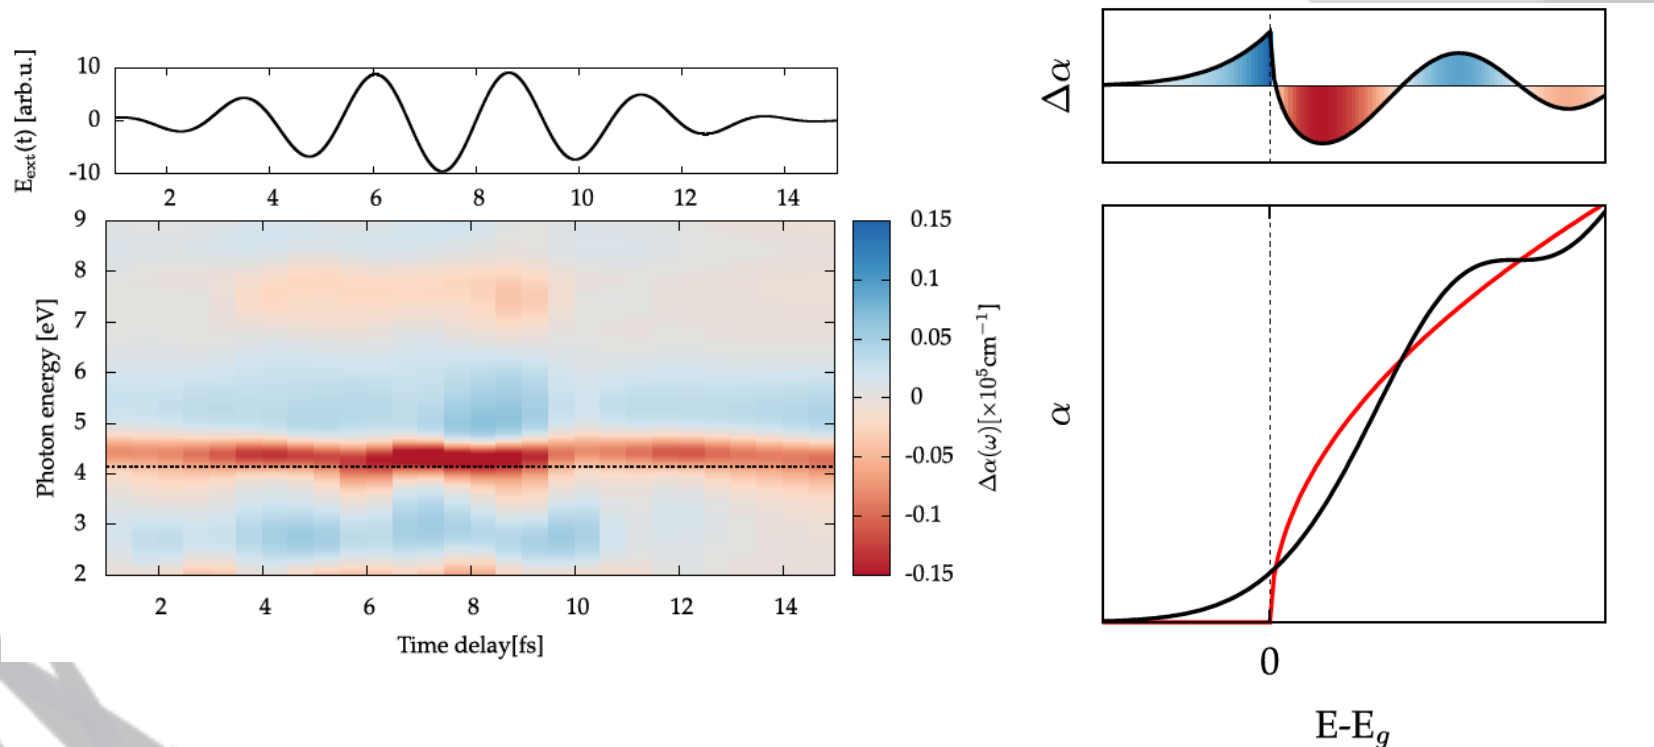 E_ext(t) [arb.u.]
10
0
-10
2 4 6 8 10 12 14
Photon energy [eV]
9
8
7
6
5
4
3
2
2 4 6 8 10 12 14
Time delay[fs]
0.15
0.1
0.05
0
-0.05
-0.1
-0.15
Δα(ω)[×10⁵cm⁻¹]
Δα
α
0
E-E_g